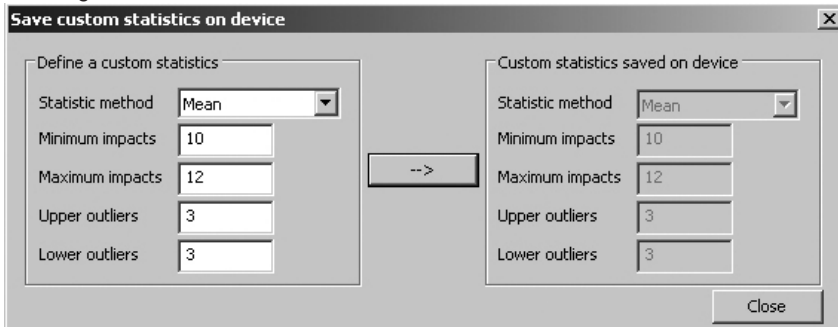 Save custom statistics on device
X
Define a custom statistics
Statistic method Mean
Minimum impacts 10
Maximum impacts 12
Upper outliers 3
Lower outliers 3
-->
Custom statistics saved on device
Statistic method Mean
Minimum impacts 10
Maximum impacts 12
Upper outliers 3
Lower outliers 3
Close